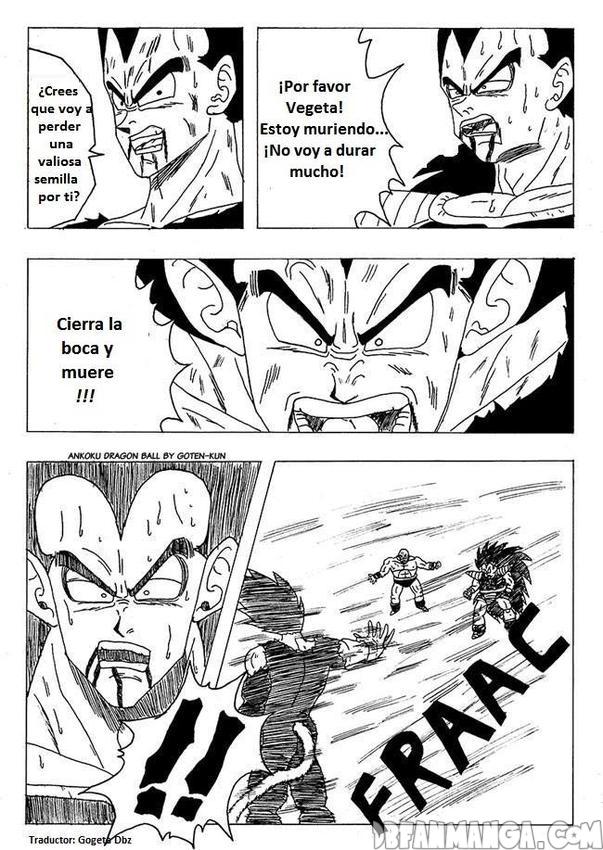 ¿Crees
que voy a
perder
una
valiosa
semilla
por ti?
¡Por favor
Vegeta!
Estoy muriendo...
¡No voy a durar
mucho!
Cierra la
boca y
muere
!!!
ANKOKU DRAGON BALL BY GOTEN-KUN
!!
FRAAC
Traductor: Gogeta Dbz
DBFANMANGA.COM